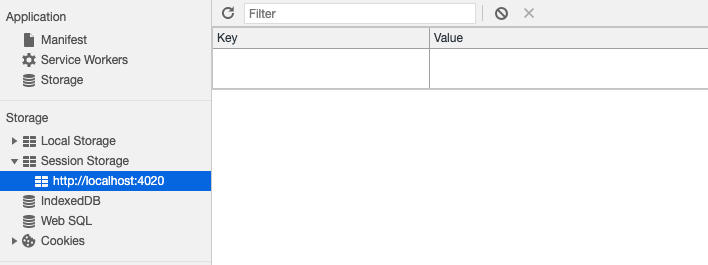 Application
Manifest
Service Workers
Storage
Storage
Local Storage
Session Storage
http://localhost:4020
IndexedDB
Web SQL
Cookies
Filter
Key Value